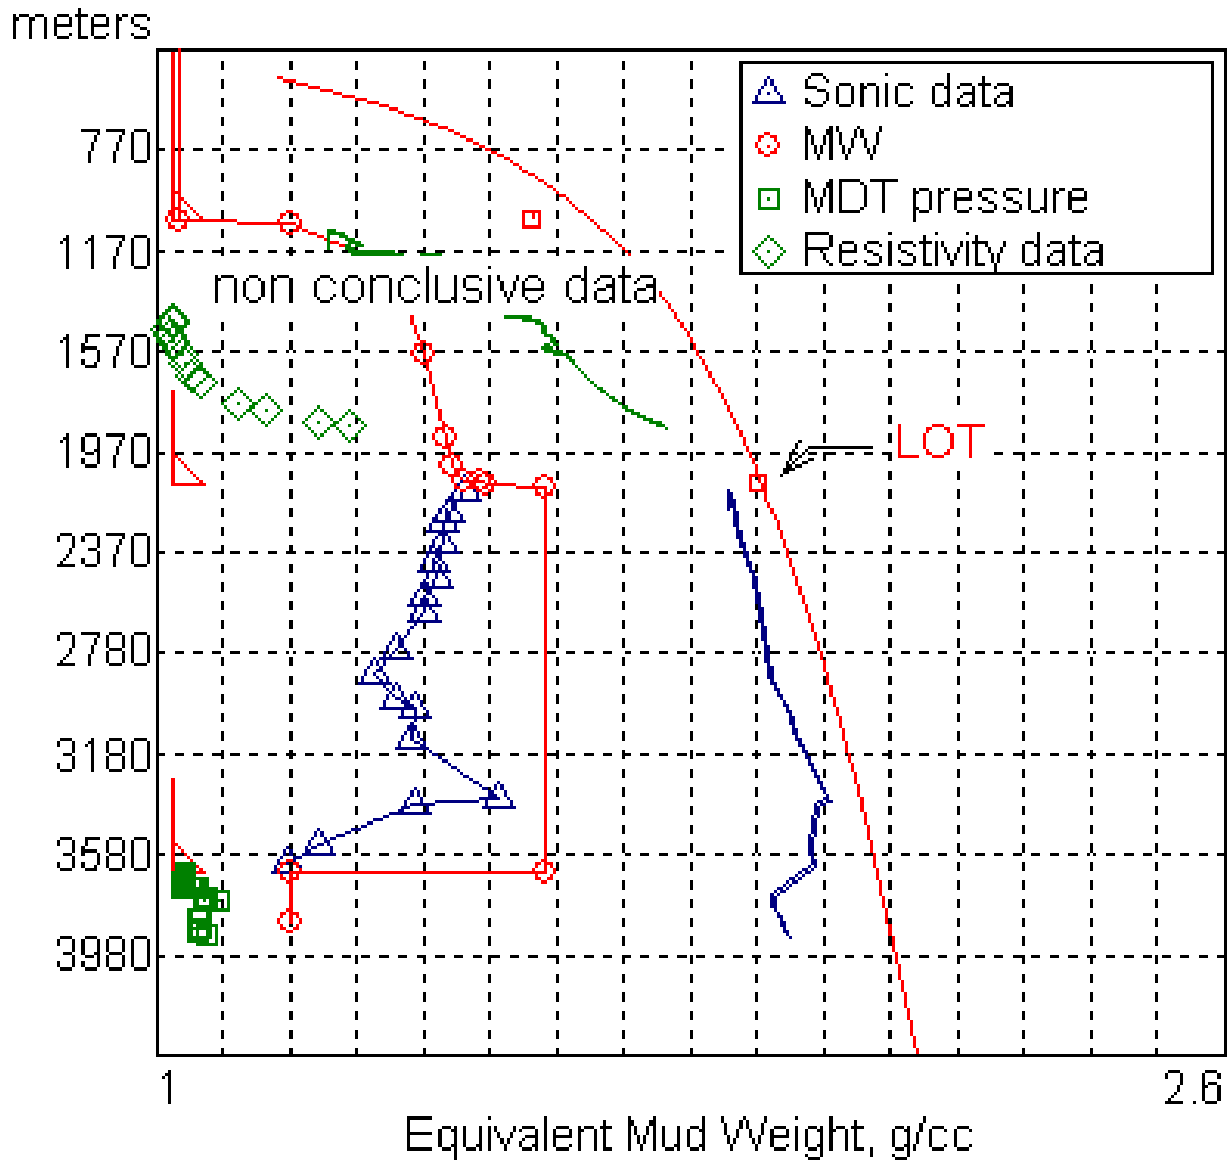 meters
Sonic data
770
MW
MDT pressure
1170
Resistivity data
non conclusive data
1570
1970
LOT
2370
2780
3180
3580
3980
1
2.6
Equivalent Mud Weight, g/cc